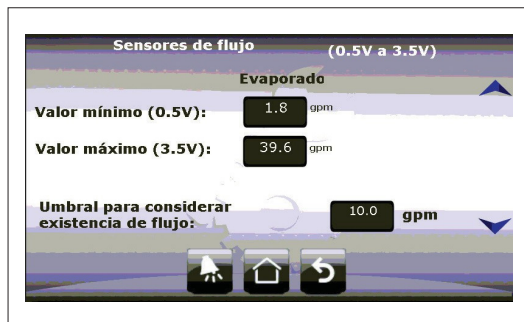 Sensores de flujo (0.5V a 3.5V)
Evaporado
Valor mínimo (0.5V): 1.8 gpm
Valor máximo (3.5V): 39.6 gpm
Umbral para considerar
existencia de flujo: 10.0 gpm